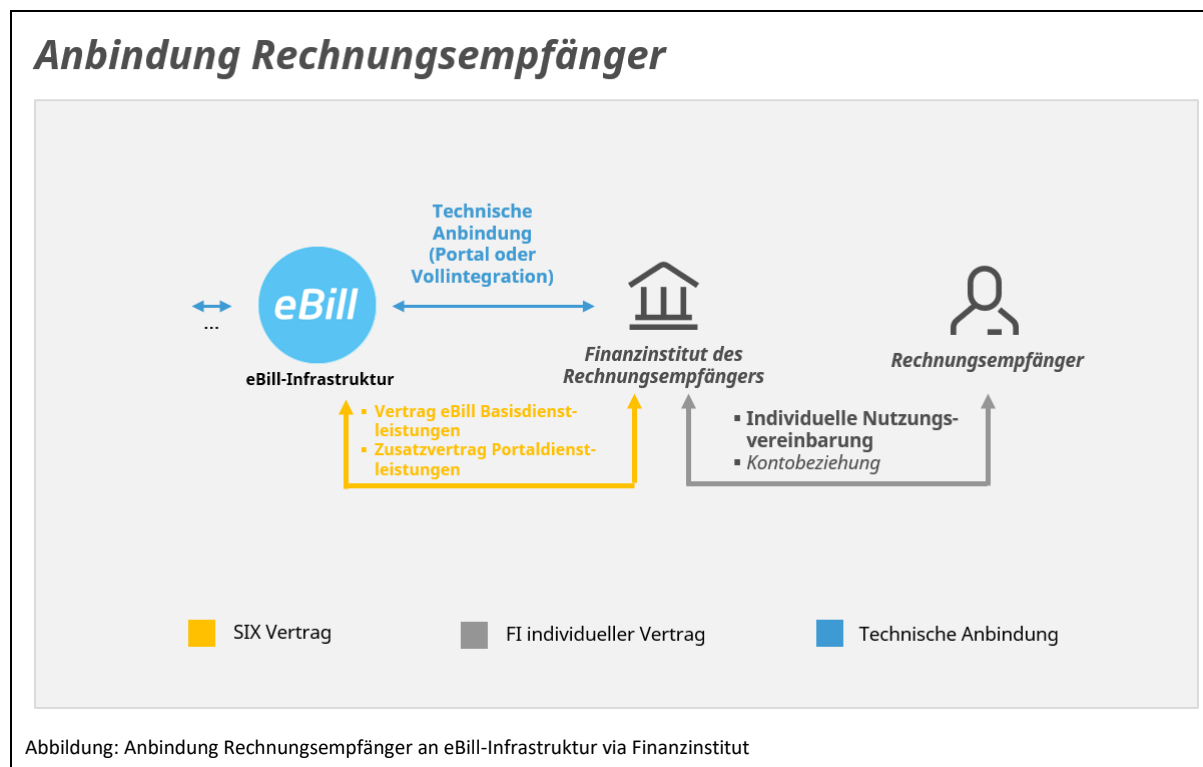 Anbindung Rechnungsempfänger
Technische
Anbindung
(Portal oder
Vollintegration)
eBill
...
eBill-Infrastruktur
Finanzinstitut des
Rechnungsempfängers
Rechnungsempfänger
▪ Vertrag eBill Basisdienst-
leistungen
▪ Zusatzvertrag Portaldienst-
leistungen
▪ Individuelle Nutzungs-
vereinbarung
▪ Kontobeziehung
SIX Vertrag
FI individueller Vertrag
Technische Anbindung
Abbildung: Anbindung Rechnungsempfänger an eBill-Infrastruktur via Finanzinstitut